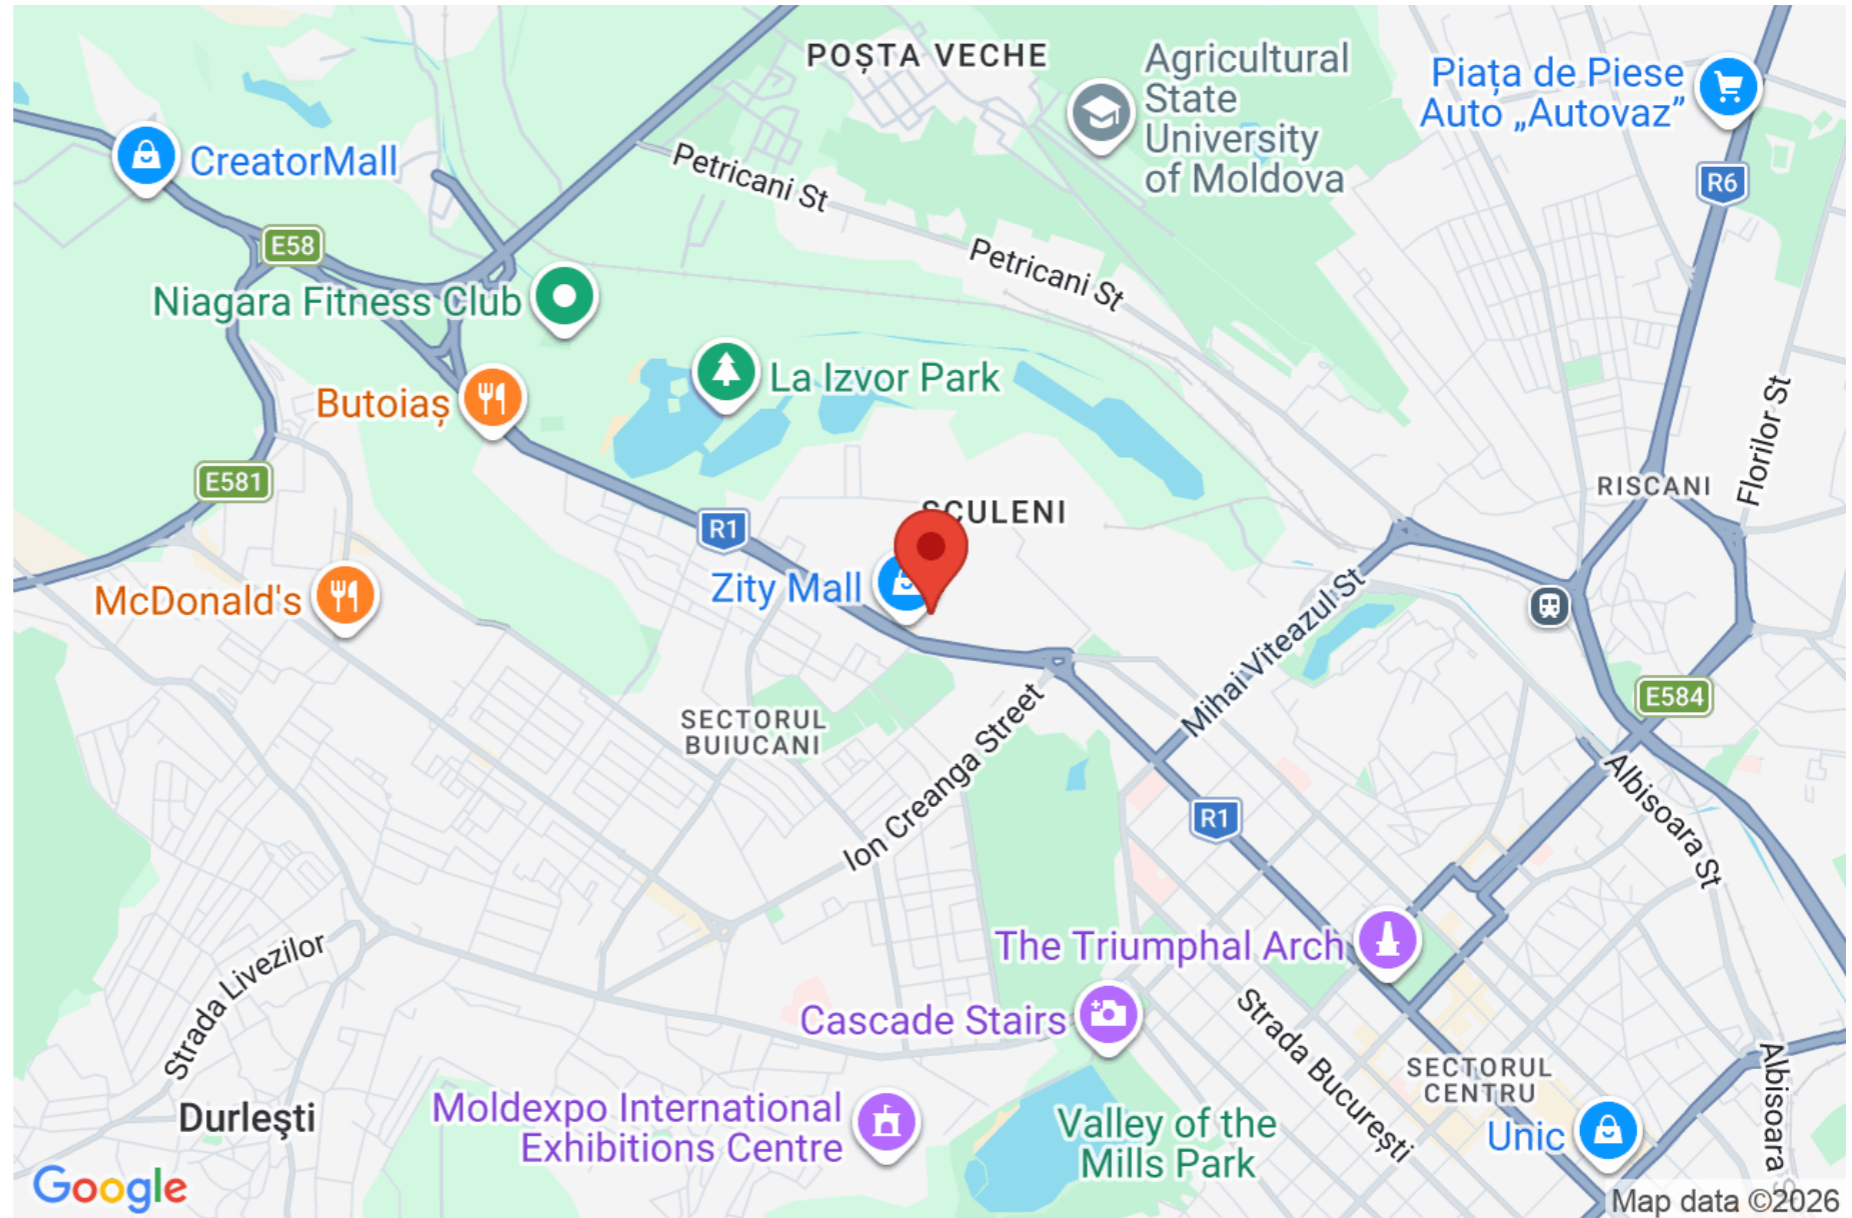 POȘTA VECHE
Agricultural
State
University
of Moldova
Piața de Piese
Auto „Autovaz”
CreatorMall
Petricani St
R6
E58
Petricani St
Niagara Fitness Club
La Izvor Park
Butoiaș
Florilor St
E581
RISCANI
SCULENI
R1
Zity Mall
McDonald's
Mihai Viteazul St
E584
SECTORUL
BUIUCANI
Ion Creanga Street
R1
Albisoara St
The Triumphal Arch
Strada Livezilor
Cascade Stairs
Strada București
SECTORUL
CENTRU
Albisoara S
Durlești
Moldexpo International
Exhibitions Centre
Valley of the
Mills Park
Unic
Google
Map data ©2026